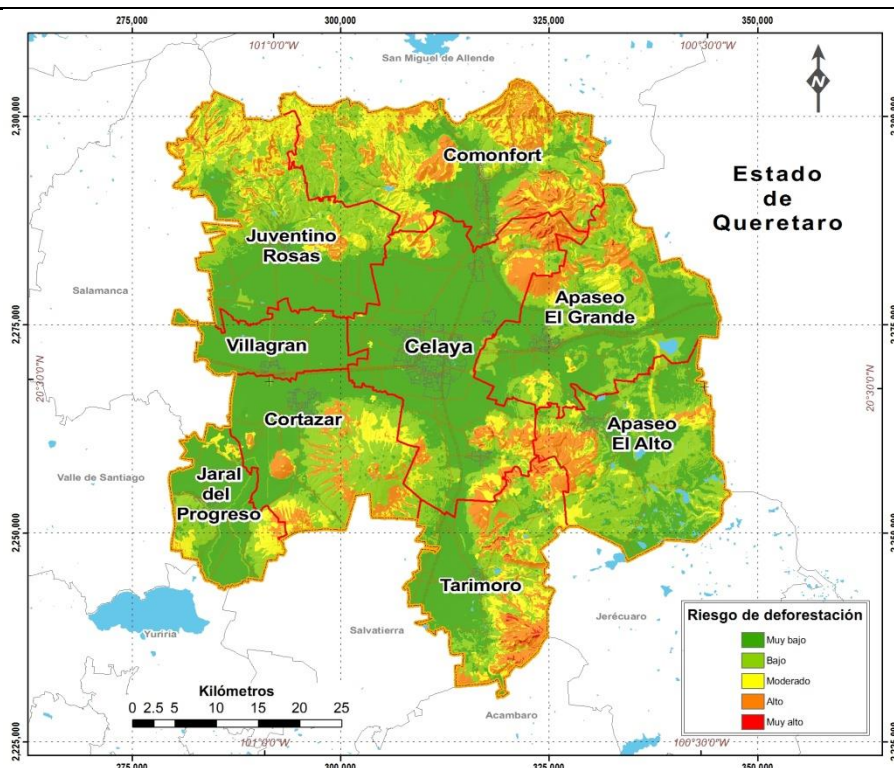 275,000
300,000
325,000
350,000
101°0'0"W
100°30'0"W
San Miguel de Allende
N
2,300,000
Comonfort
Estado
de
Queretaro
Juventino
Rosas
Salamanca
Apaseo
El Grande
2,275,000
Villagran
Celaya
20°30'0"N
20°30'0"N
Cortazar
Apaseo
El Alto
Jaral
del
Progreso
Valle de Santiago
2,250,000
Tarimoro
Jerécuaro
Yuriria
Salvatierra
Riesgo de deforestación
Muy bajo
Bajo
Moderado
Alto
Muy alto
Kilómetros
0 2.5 5 10 15 20 25
Acambaro
2,225,000
101°0'0"W
100°30'0"W
275,000
300,000
325,000
350,000